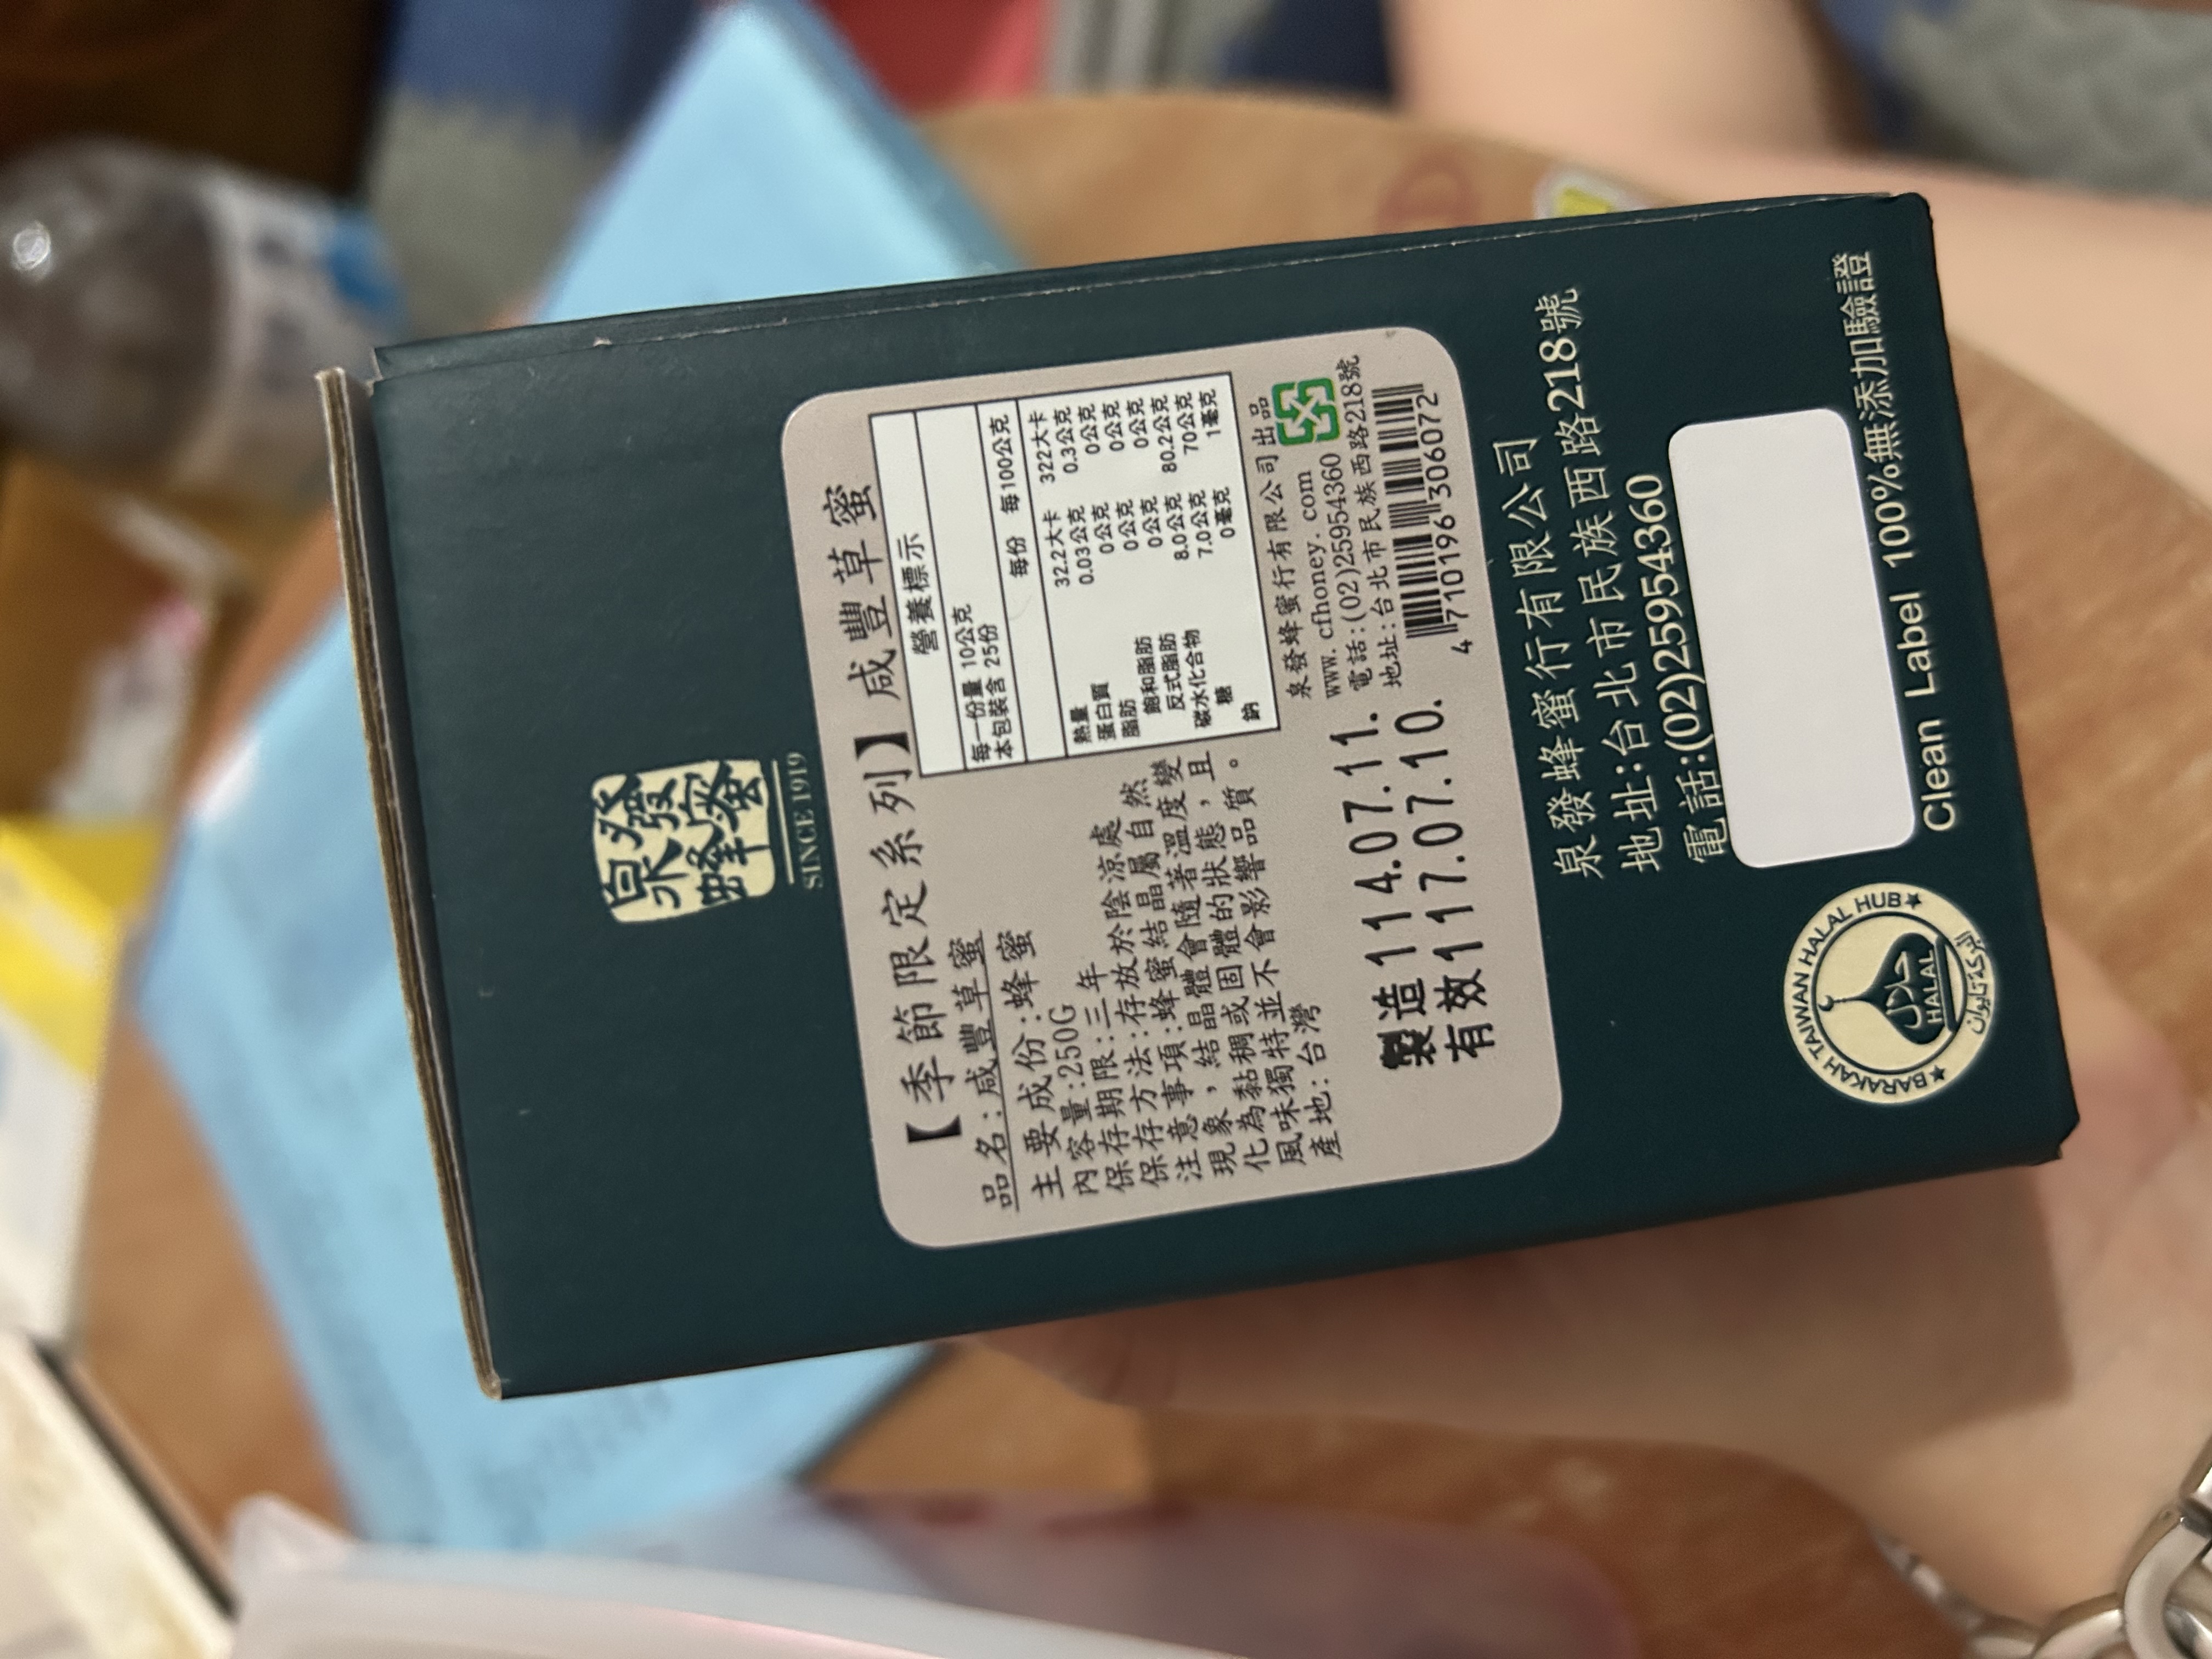 泉發
蜂蜜
SINCE 1919
【季節限定系列】咸豐草蜜
品名:咸豐草蜜
主要成份:蜂蜜
內容量:250G
保存期限:三年
保存方法:存放於陰涼處
注意事項:蜂蜜結晶屬自然
現象,結晶體會隨著溫度變
化為黏稠或固體的狀態,且
風味獨特並不會影響品質。
產地:台灣
營養標示
每一份量 10公克
本包裝含 25份
每份 每100公克
熱量 32.2大卡 322大卡
蛋白質 0.03公克 0.3公克
脂肪 0公克 0公克
飽和脂肪 0公克 0公克
反式脂肪 0公克 0公克
碳水化合物 8.0公克 80.2公克
糖 7.0公克 70公克
鈉 0毫克 1毫克
泉發蜂蜜行有限公司 出品
www.cfhoney.com
電話:(02)25954360
地址:台北市民族西路218號
4 710196 306072
製造114.07.11.
有效117.07.10.
泉發蜂蜜行有限公司
地址:台北市民族西路218號
電話:(02)25954360
BARAKAH TAIWAN HALAL HUB
حلال
HALAL
البركة تايوان
Clean Label 100%無添加驗證